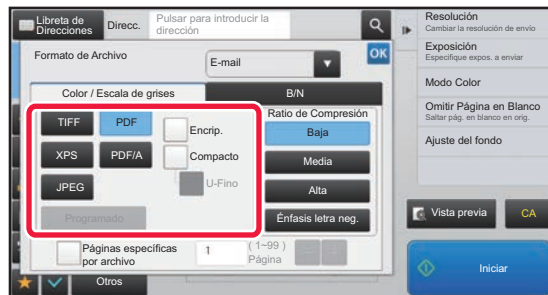 Libreta de
Direcciones
Direcc.
Pulsar para introducir la
dirección
Formato de Archivo
E-mail
OK
Color / Escala de grises
B/N
TIFF
PDF
Encrip.
XPS
PDF/A
Compacto
U-Fino
JPEG
Programado
Ratio de Compresión
Baja
Media
Alta
Énfasis letra neg.
Páginas específicas
por archivo
1
( 1~99 )
Página
Otros
Resolución
Cambiar la resolución de envío
Exposición
Especifique expos. a enviar
Modo Color
Omitir Página en Blanco
Saltar pág. en blanco en orig.
Ajuste del fondo
Vista previa
CA
Iniciar